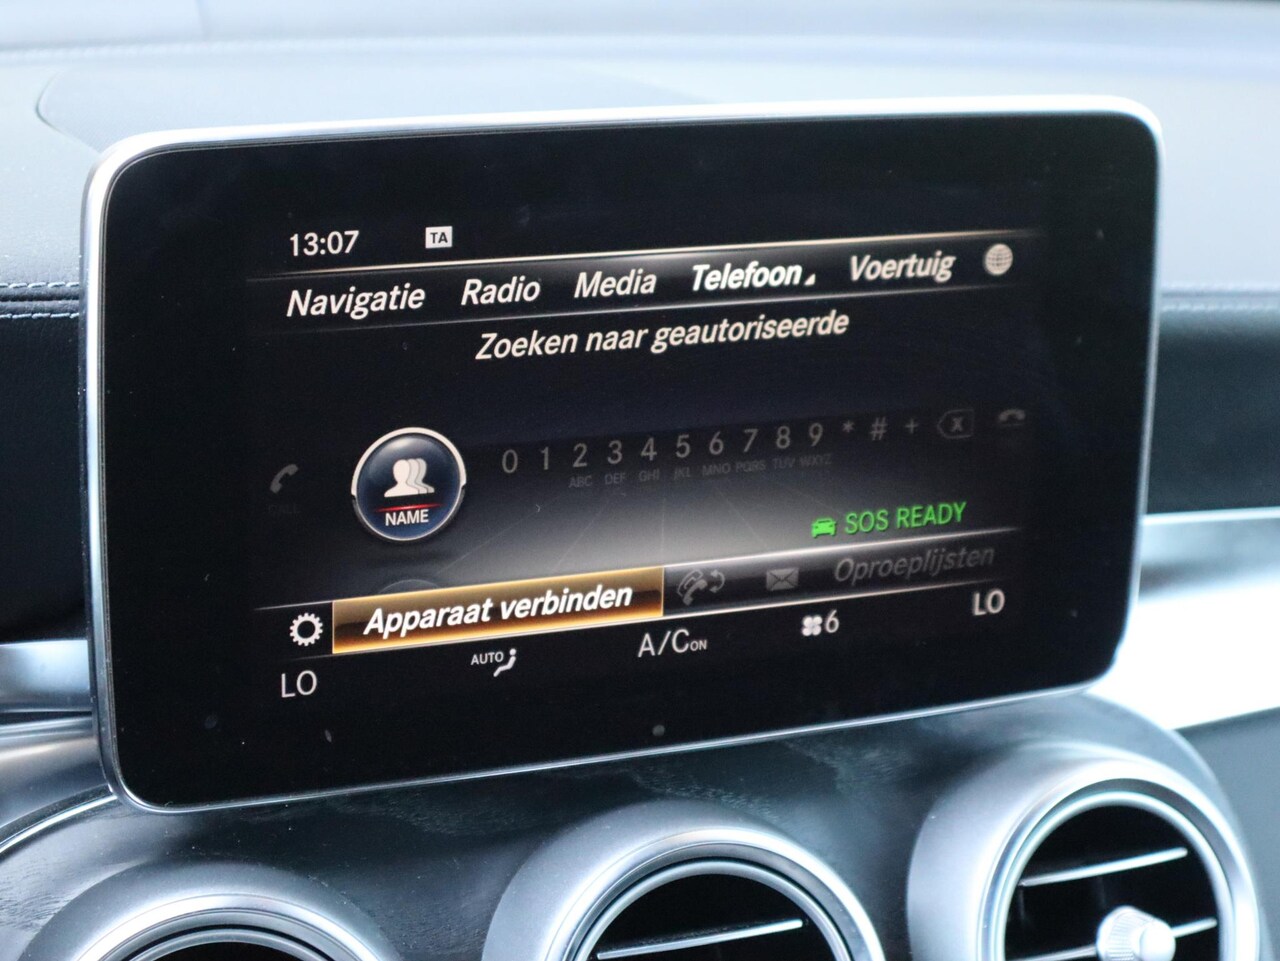 13:07 TA
Navigatie Radio Media Telefoon Voertuig
Zoeken naar geautoriseerde
0 1 2 3 4 5 6 7 8 9 * # +
ABC DEF GHI JKL MNO PQRS TUV WXYZ
NAME
SOS READY
Apparaat verbinden Oproeplijsten
LO AUTO A/C ON 6 LO